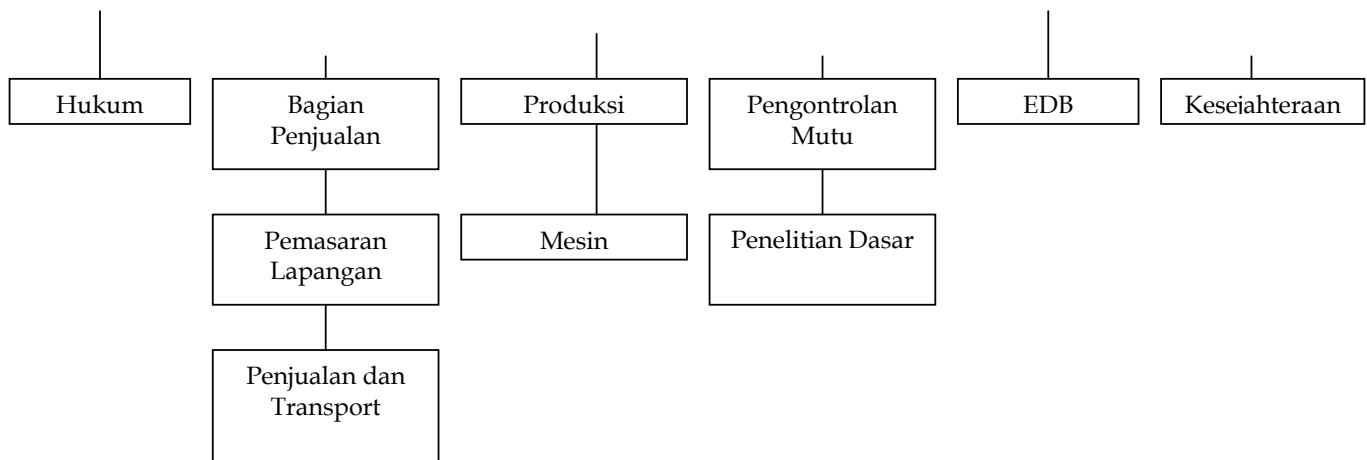 Hukum
Bagian
Penjualan
Produksi
Pengontrolan
Mutu
EDB
Kesejahteraan
Pemasaran
Lapangan
Mesin
Penelitian Dasar
Penjualan dan
Transport